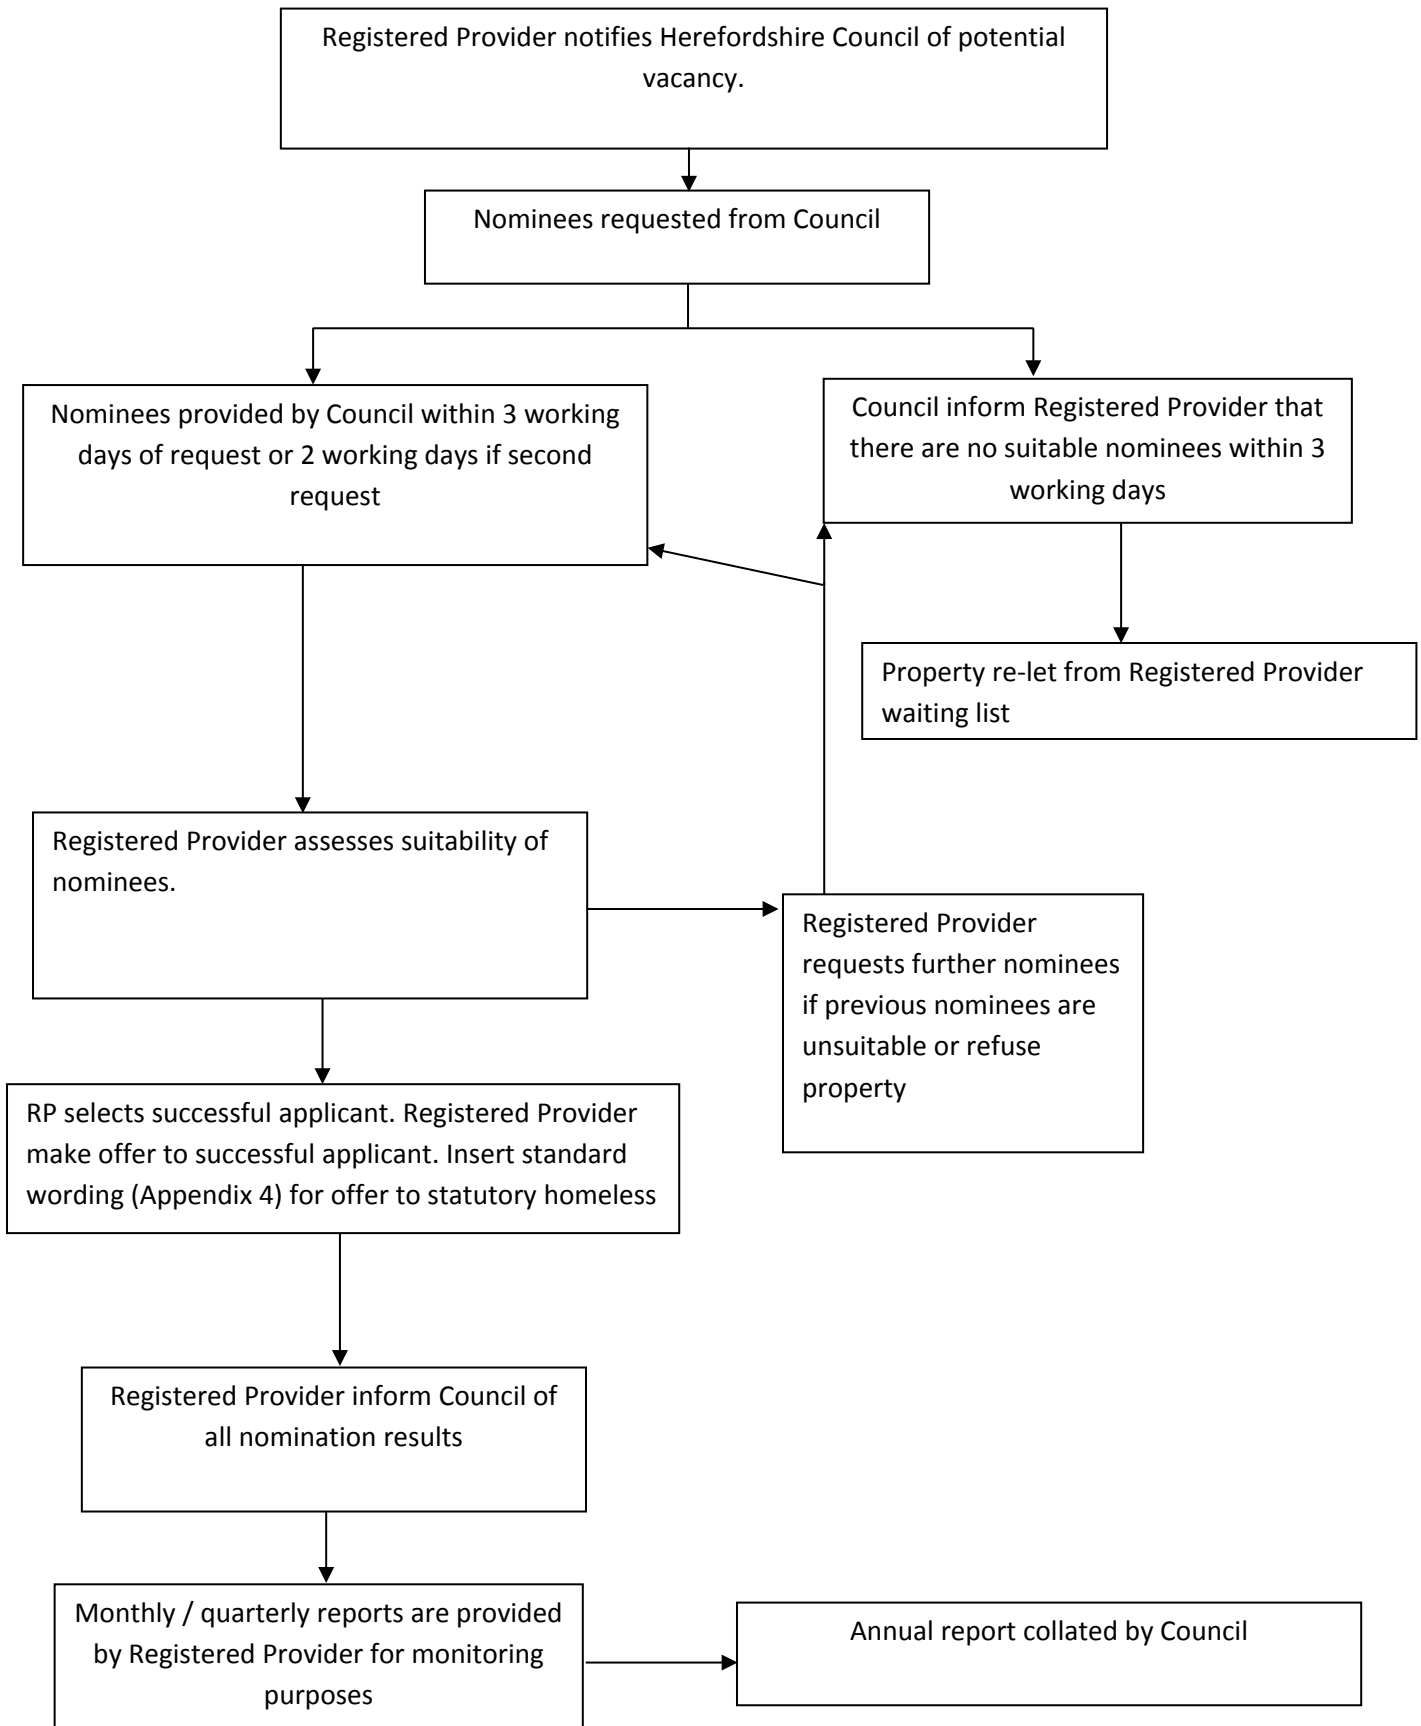 Registered Provider notifies Herefordshire Council of potential
vacancy.
Nominees requested from Council
Nominees provided by Council within 3 working
days of request or 2 working days if second
request
Council inform Registered Provider that
there are no suitable nominees within 3
working days
Property re-let from Registered Provider
waiting list
Registered Provider assesses suitability of
nominees.
Registered Provider
requests further nominees
if previous nominees are
unsuitable or refuse
property
RP selects successful applicant. Registered Provider
make offer to successful applicant. Insert standard
wording (Appendix 4) for offer to statutory homeless
Registered Provider inform Council of
all nomination results
Monthly / quarterly reports are provided
by Registered Provider for monitoring
purposes
Annual report collated by Council